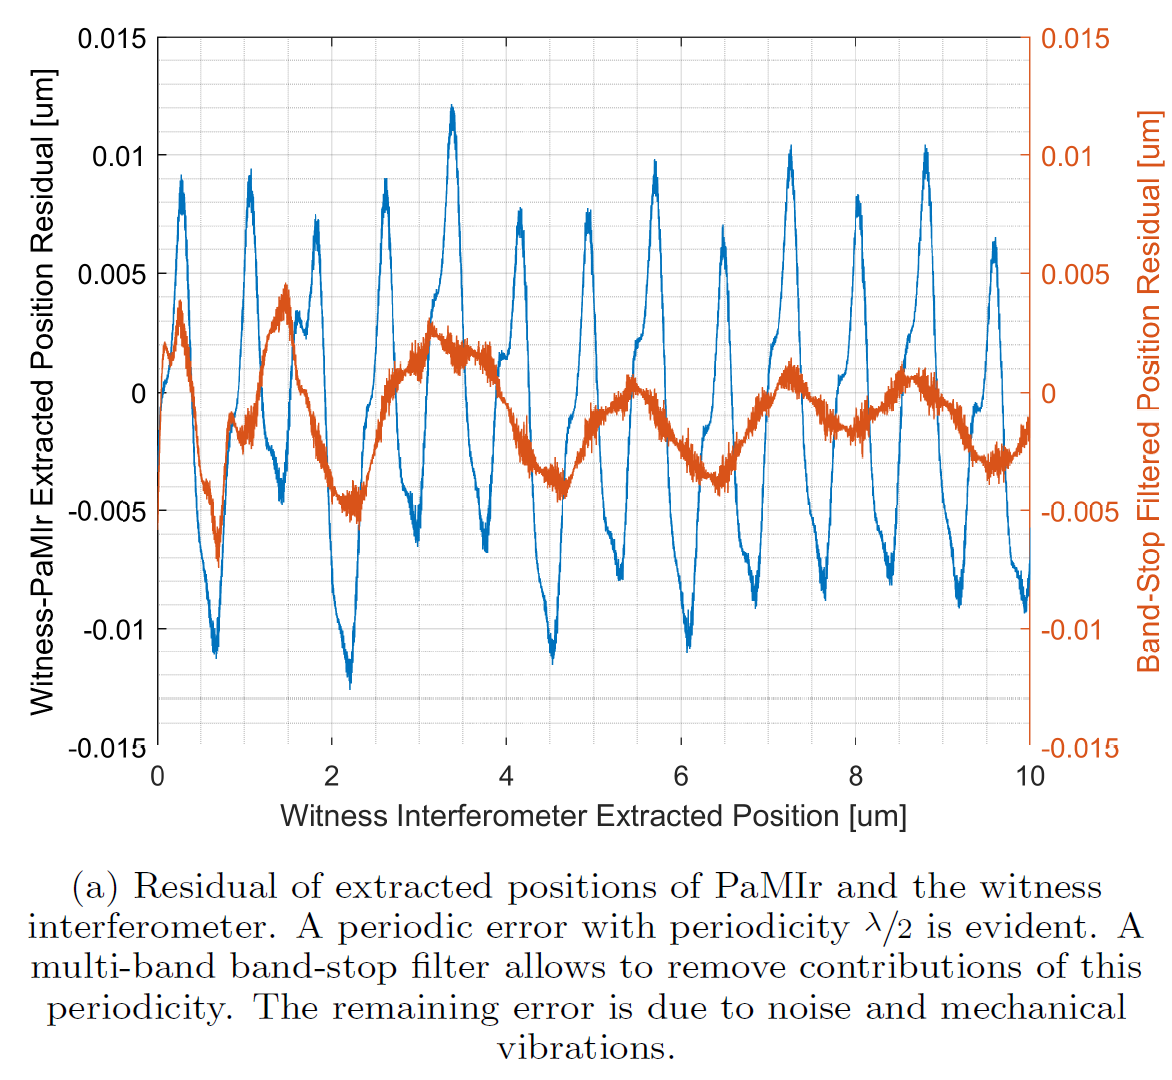 0.015
0.01
0.005
0
-0.005
-0.01
-0.015
Witness-PaMIr Extracted Position Residual [um]
0.015
0.01
0.005
0
-0.005
-0.01
-0.015
Band-Stop Filtered Position Residual [um]
0 2 4 6 8 10
Witness Interferometer Extracted Position [um]
(a) Residual of extracted positions of PaMIr and the witness
interferometer. A periodic error with periodicity λ/2 is evident. A
multi-band band-stop filter allows to remove contributions of this
periodicity. The remaining error is due to noise and mechanical
vibrations.